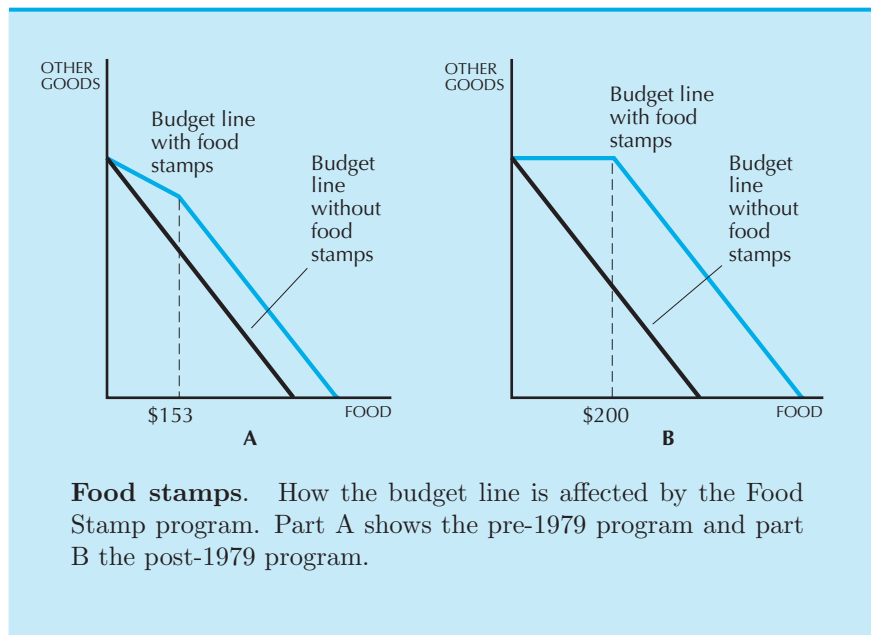 OTHER
GOODS
Budget line
with food
stamps
Budget
line
without
food
stamps
$153
FOOD
A
OTHER
GOODS
Budget line
with food
stamps
Budget
line
without food
stamps
$200
FOOD
B
Food stamps. How the budget line is affected by the Food
Stamp program. Part A shows the pre-1979 program and part
B the post-1979 program.